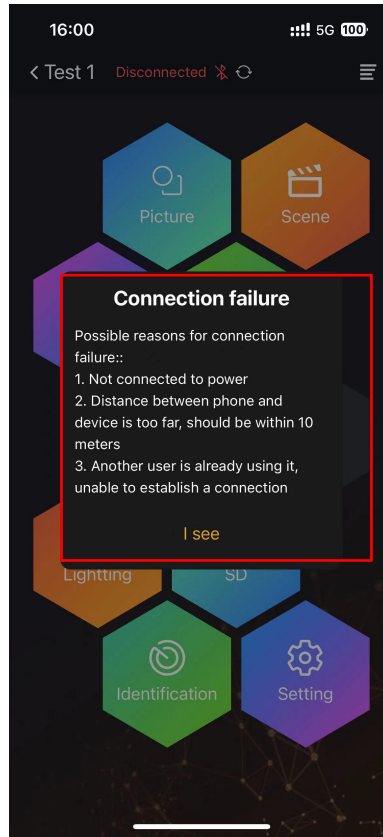 16:00
5G 100
Test 1 Disconnected
Picture
Scene
Connection failure
Possible reasons for connection
failure::
1. Not connected to power
2. Distance between phone and
device is too far, should be within 10
meters
3. Another user is already using it,
unable to establish a connection
I see
Lightting
SD
Identification
Setting